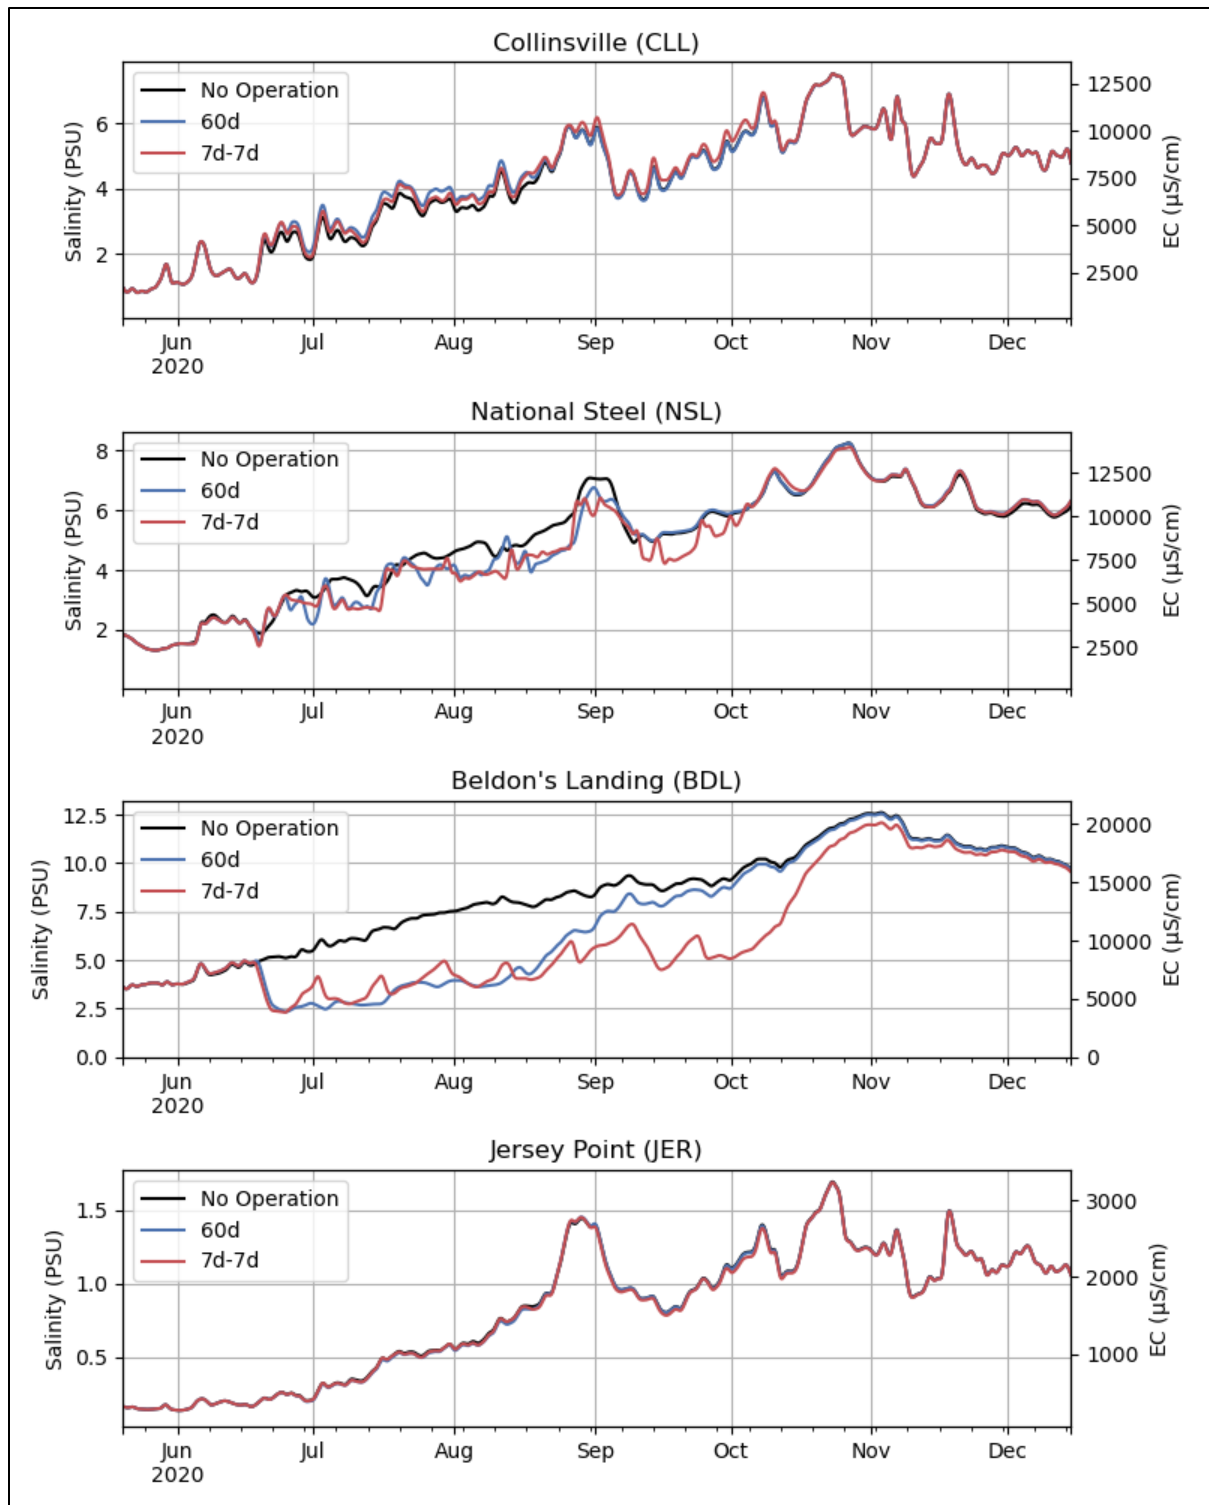 Collinsville (CLL)
No Operation
60d
7d-7d
6
4
2
Salinity (PSU)
12500
10000
7500
5000
2500
EC (µS/cm)
Jun Jul Aug Sep Oct Nov Dec
2020
National Steel (NSL)
No Operation
60d
7d-7d
8
6
4
2
Salinity (PSU)
12500
10000
7500
5000
2500
EC (µS/cm)
Jun Jul Aug Sep Oct Nov Dec
2020
Beldon's Landing (BDL)
No Operation
60d
7d-7d
12.5
10.0
7.5
5.0
2.5
0.0
Salinity (PSU)
20000
15000
10000
5000
0
EC (µS/cm)
Jun Jul Aug Sep Oct Nov Dec
2020
Jersey Point (JER)
No Operation
60d
7d-7d
1.5
1.0
0.5
Salinity (PSU)
3000
2000
1000
EC (µS/cm)
Jun Jul Aug Sep Oct Nov Dec
2020